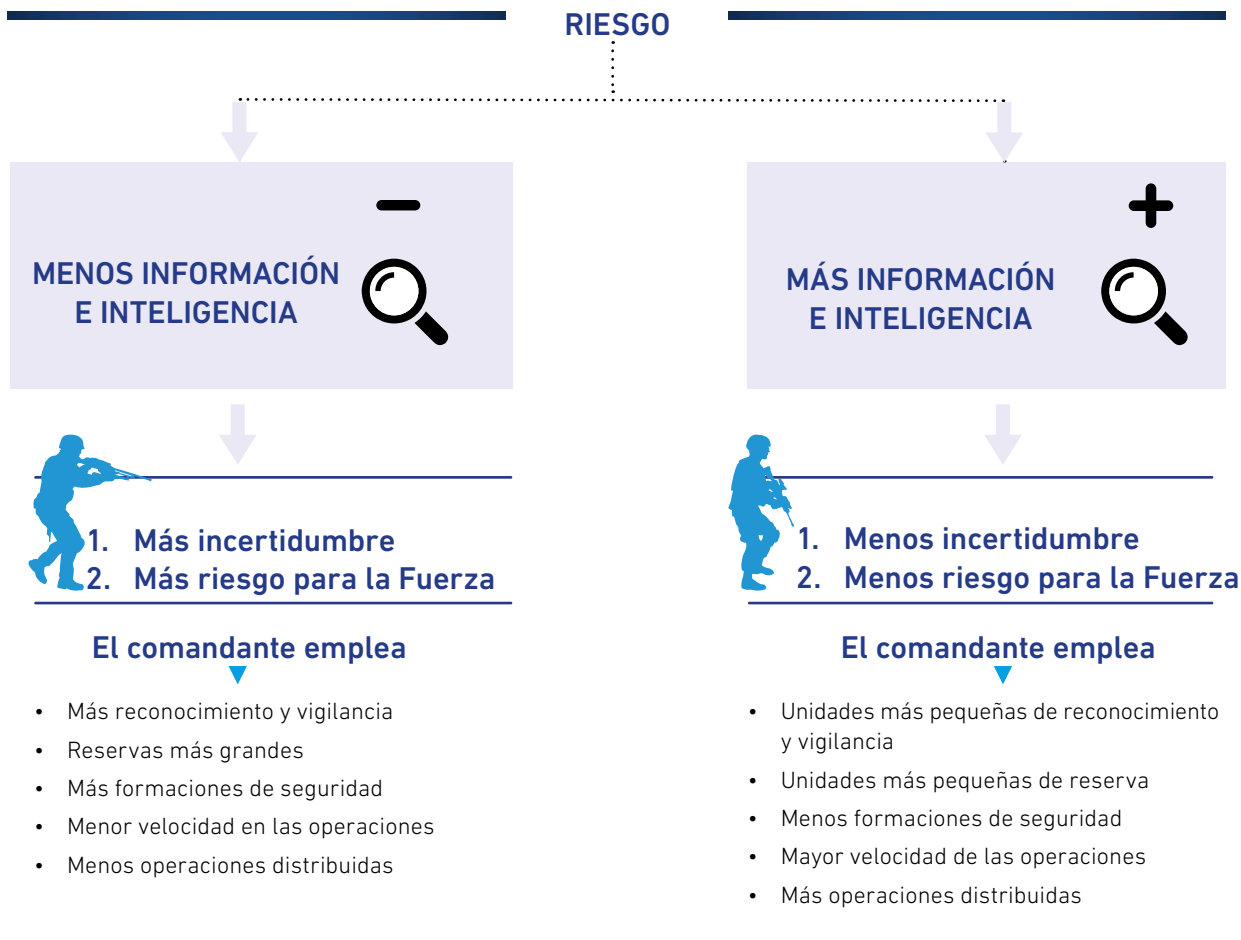 RIESGO
MENOS INFORMACIÓN
E INTELIGENCIA
1. Más incertidumbre
2. Más riesgo para la Fuerza
El comandante emplea
• Más reconocimiento y vigilancia
• Reservas más grandes
• Más formaciones de seguridad
• Menor velocidad en las operaciones
• Menos operaciones distribuidas
MÁS INFORMACIÓN
E INTELIGENCIA
1. Menos incertidumbre
2. Menos riesgo para la Fuerza
El comandante emplea
• Unidades más pequeñas de reconocimiento
y vigilancia
• Unidades más pequeñas de reserva
• Menos formaciones de seguridad
• Mayor velocidad de las operaciones
• Más operaciones distribuidas